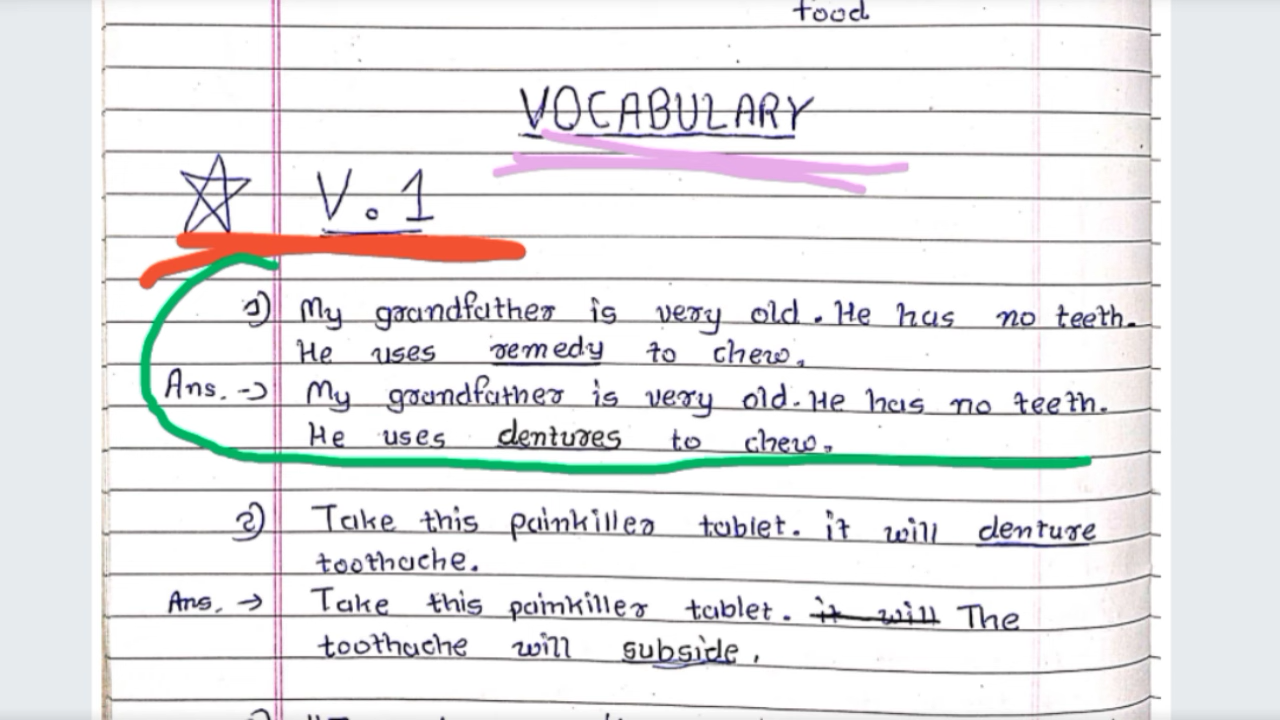 food
VOCABULARY
V.1
1) My grandfather is very old. He has no teeth.
He uses remedy to chew.
Ans. -> My grandfather is very old. He has no teeth.
He uses dentures to chew.
2) Take this painkiller tablet. it will denture
toothache.
Ans. -> Take this painkiller tablet. it will The
toothache will subside.